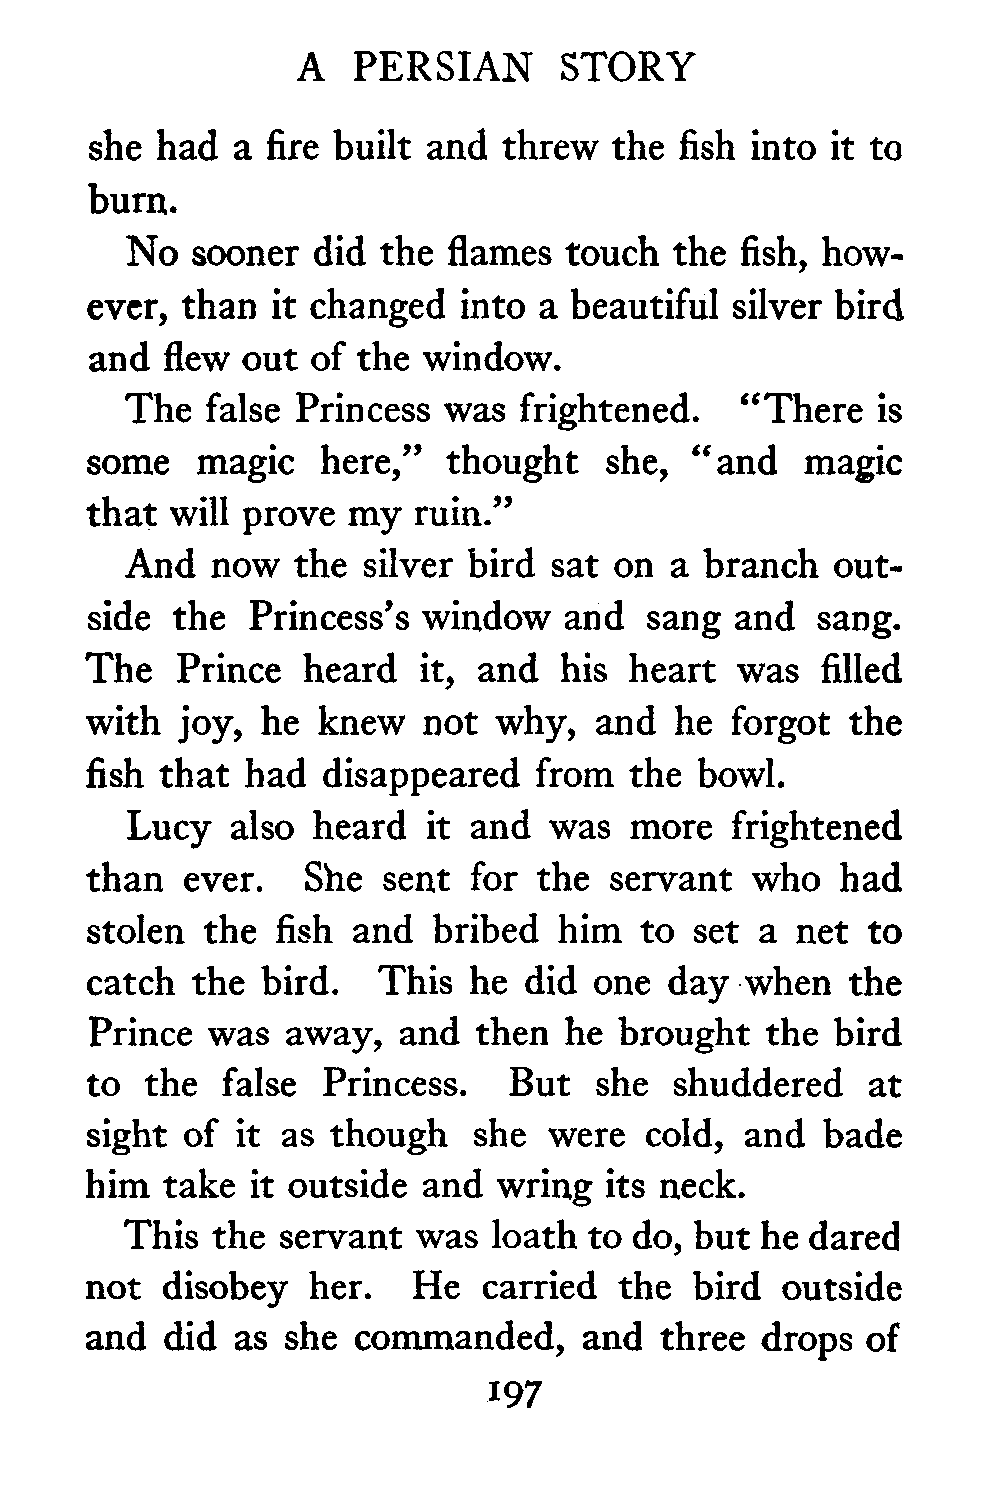 A PERSIAN STORY
she had a fire built and threw the fish into it to
burn.
No sooner did the flames touch the fish, how-
ever, than it changed into a beautiful silver bird
and flew out of the window.
The false Princess was frightened. "There is
some magic here," thought she, "and magic
that will prove my ruin."
And now the silver bird sat on a branch out-
side the Princess's window and sang and sang.
The Prince heard it, and his heart was filled
with joy, he knew not why, and he forgot the
fish that had disappeared from the bowl.
Lucy also heard it and was more frightened
than ever. She sent for the servant who had
stolen the fish and bribed him to set a net to
catch the bird. This he did one day when the
Prince was away, and then he brought the bird
to the false Princess. But she shuddered at
sight of it as though she were cold, and bade
him take it outside and wring its neck.
This the servant was loath to do, but he dared
not disobey her. He carried the bird outside
and did as she commanded, and three drops of
197